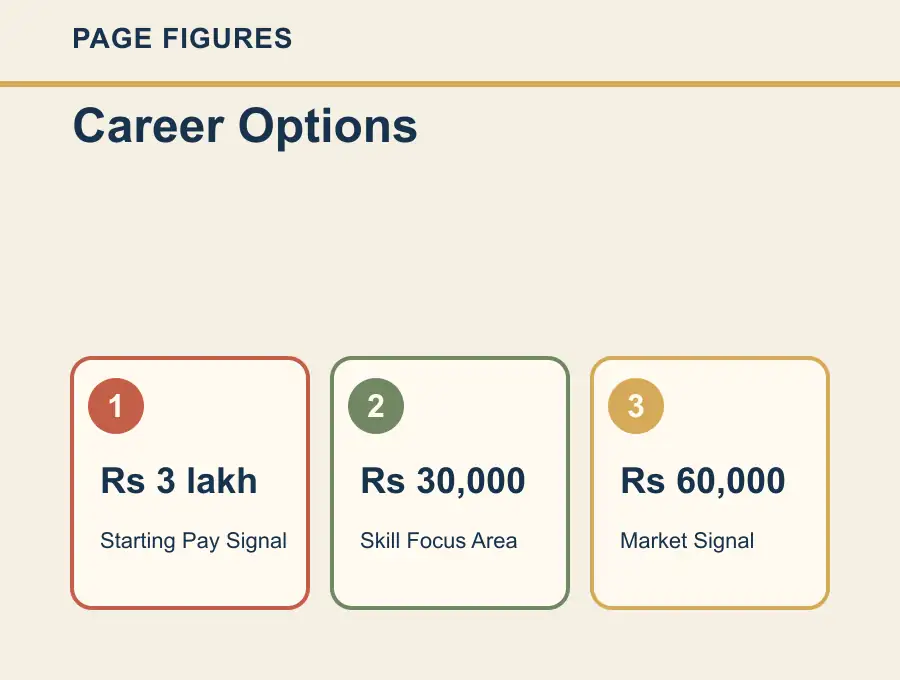 PAGE FIGURES
Career Options
1
Rs 3 lakh
Starting Pay Signal
2
Rs 30,000
Skill Focus Area
3
Rs 60,000
Market Signal